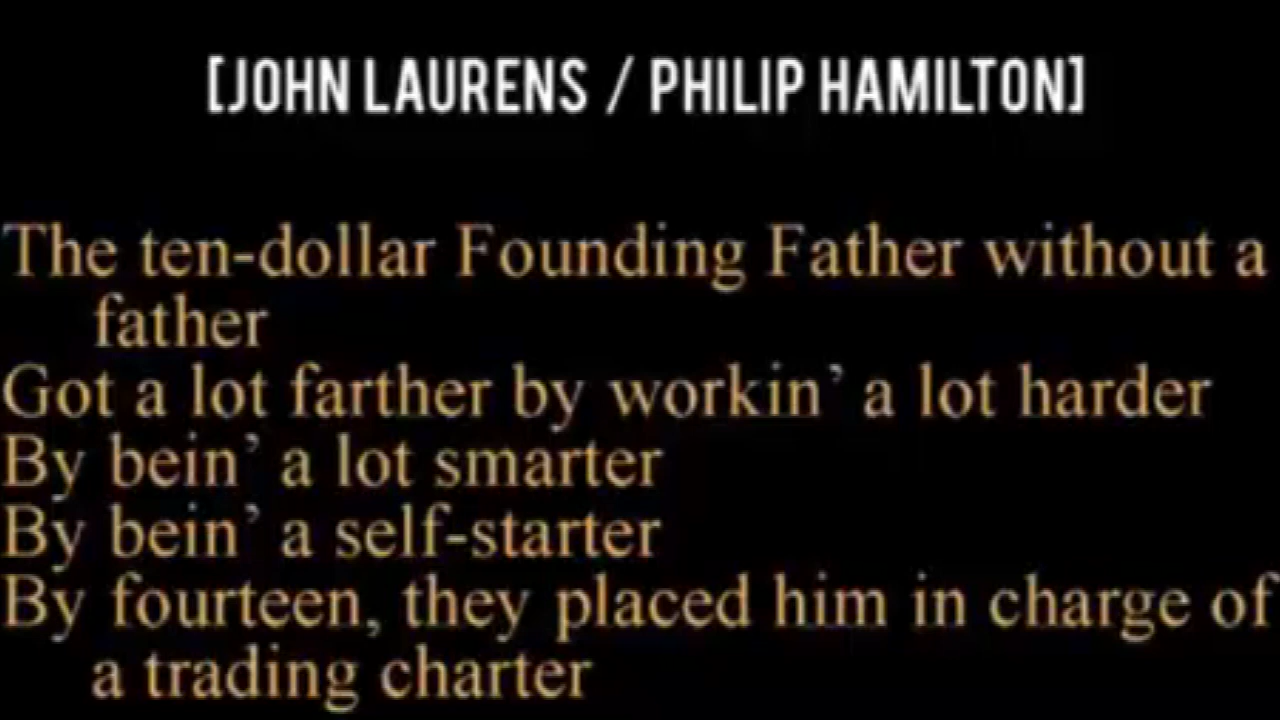 [JOHN LAURENS / PHILIP HAMILTON]
The ten-dollar Founding Father without a
father
Got a lot farther by workin’ a lot harder
By bein’ a lot smarter
By bein’ a self-starter
By fourteen, they placed him in charge of
a trading charter